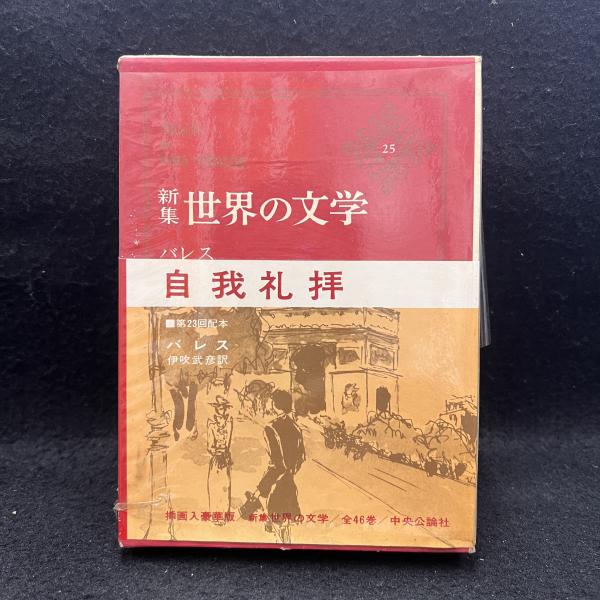 25
新集 世界の文学
バレス
自我礼拝
■第23回配本
バレス
伊吹武彦訳
挿画入豪華版／新集世界の文学／全46巻／中央公論社